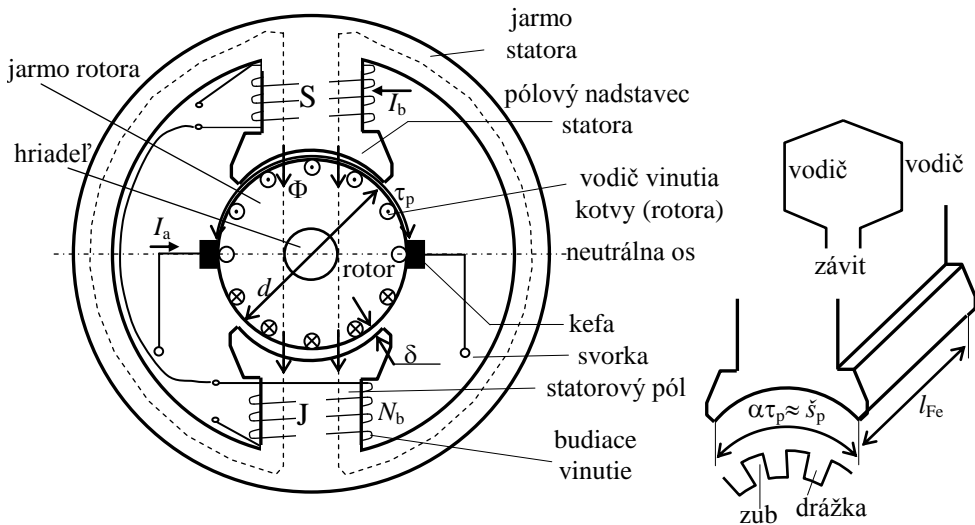 jarmo
statora
jarmo rotora
S
I_b
pólový nadstavec
statora
hriadeľ
Φ
τ_p
vodič vinutia
kotvy (rotora)
I_a
neutrálna os
rotor
d
kefa
δ
svorka
statorový pól
J
N_b
budiace
vinutie
vodič
vodič
závit
l_Fe
ατ_p ≈ š_p
zub
drážka